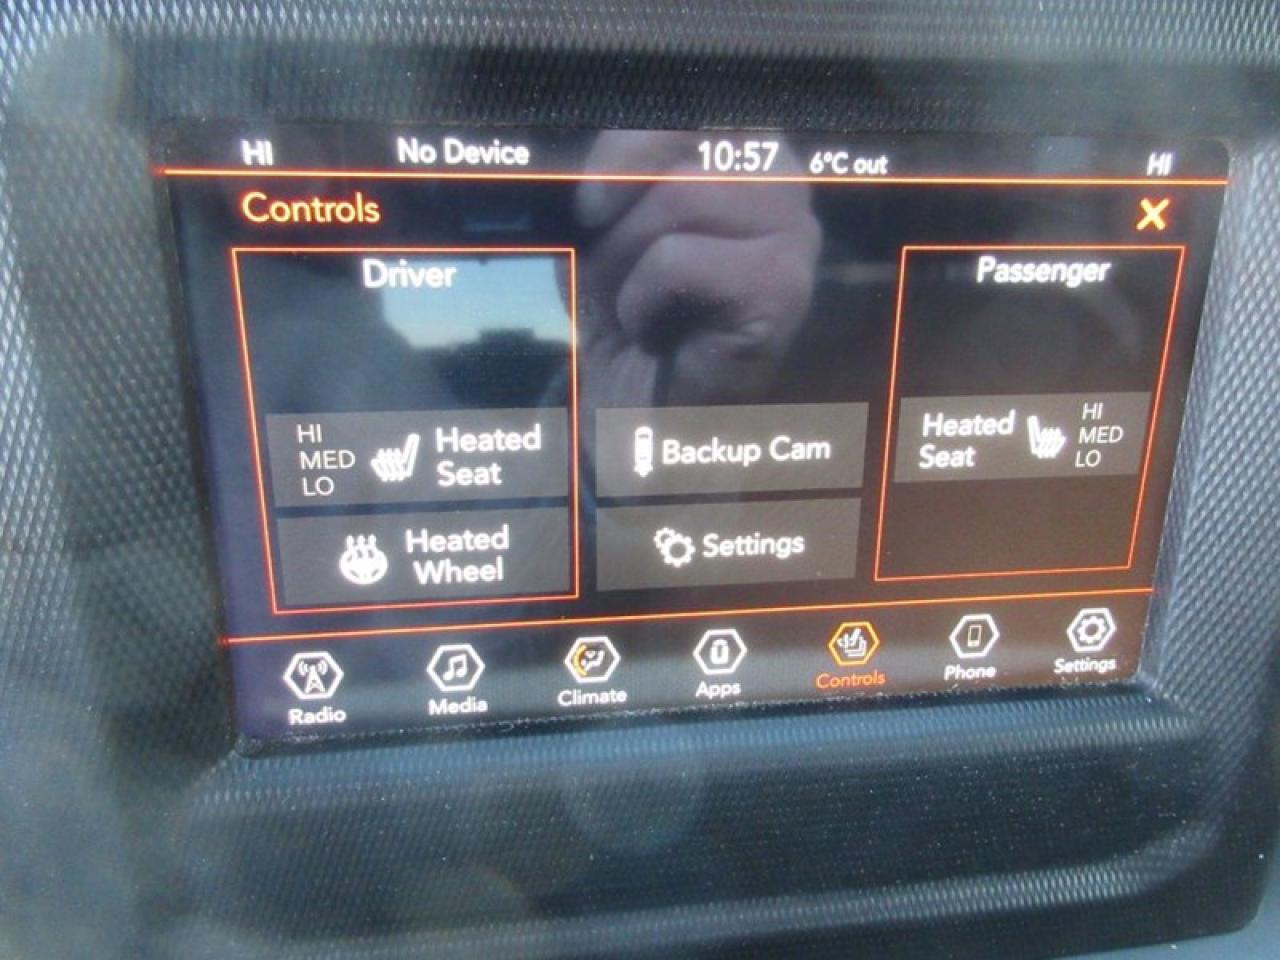 HI No Device 10:57 6°C out HI
Controls
Driver
HI
MED
LO
Heated
Seat
Heated
Wheel
Backup Cam
Settings
Passenger
Heated
Seat
HI
MED
LO
Radio Media Climate Apps Controls Phone Settings